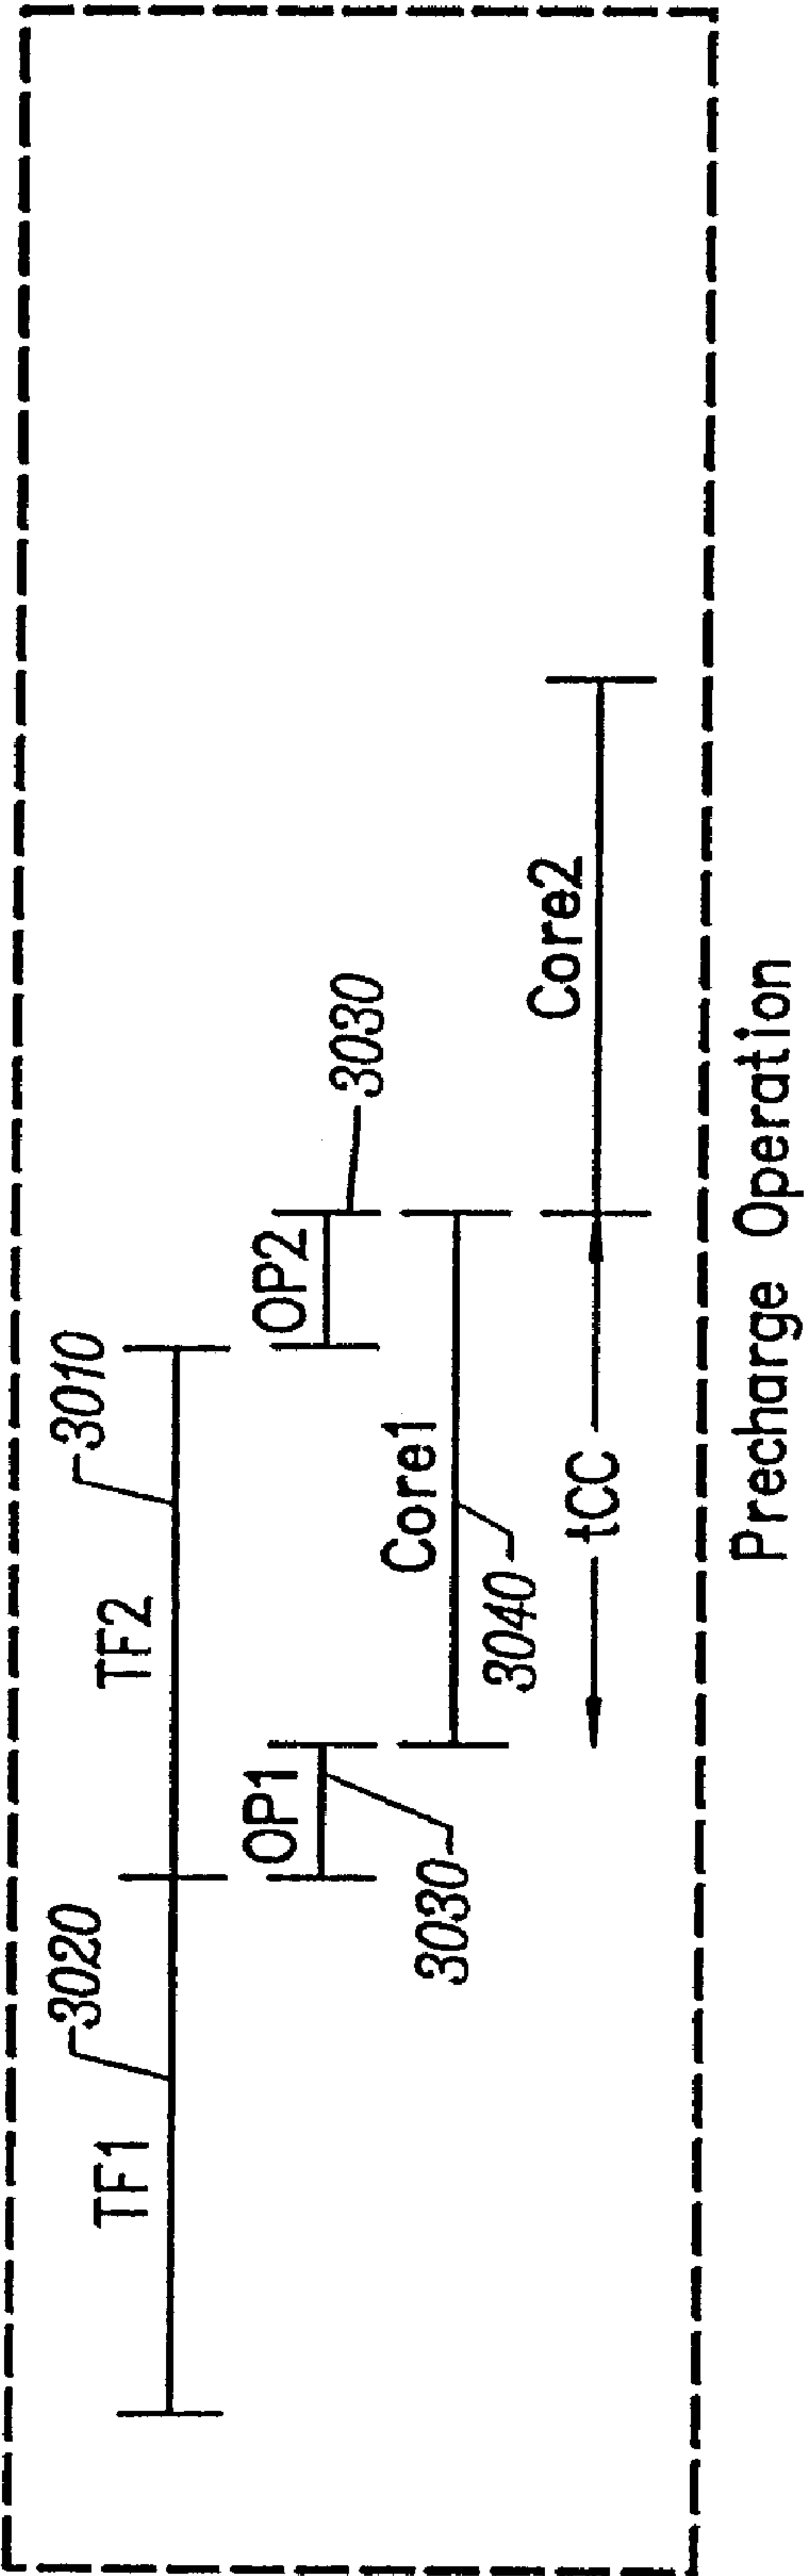 3020
3010
TF1
TF2
OP1
OP2
3030
3030
Core1
3040
tCC
Core2
Precharge Operation